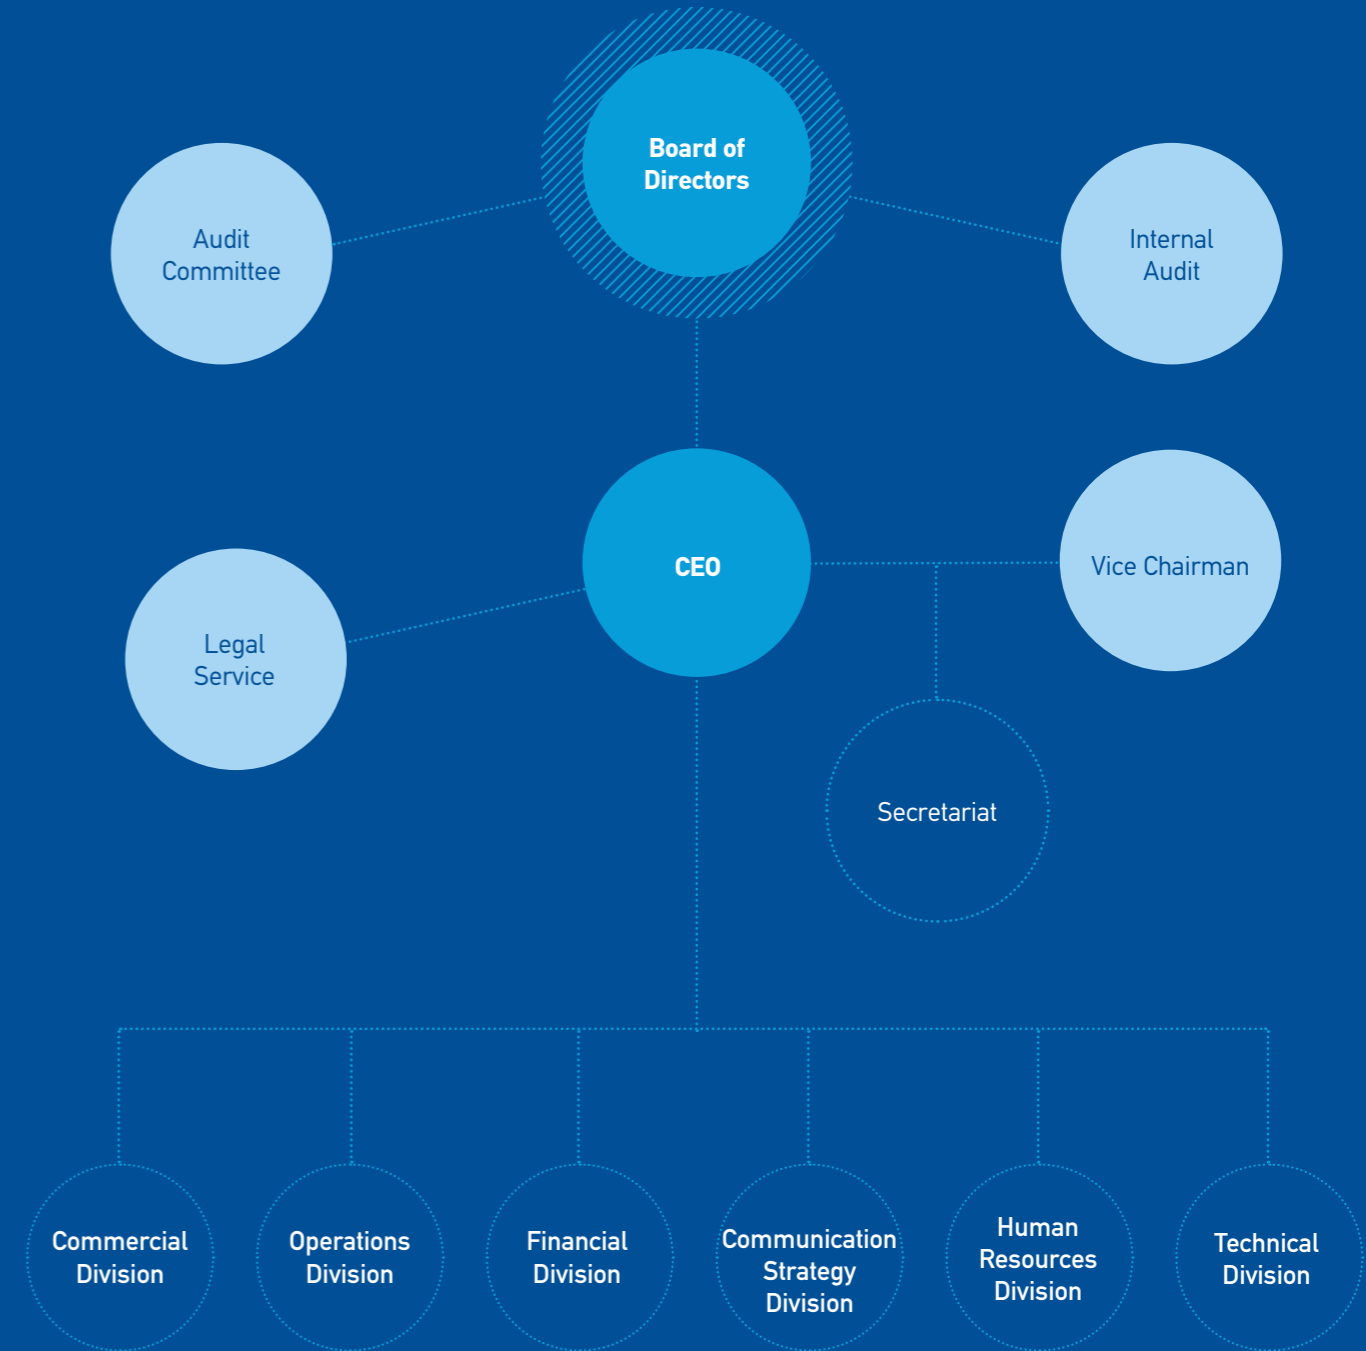 Board of
Directors
Audit
Committee
Internal
Audit
CEO
Vice Chairman
Legal
Service
Secretariat
Commercial
Division
Operations
Division
Financial
Division
Communication
Strategy
Division
Human
Resources
Division
Technical
Division